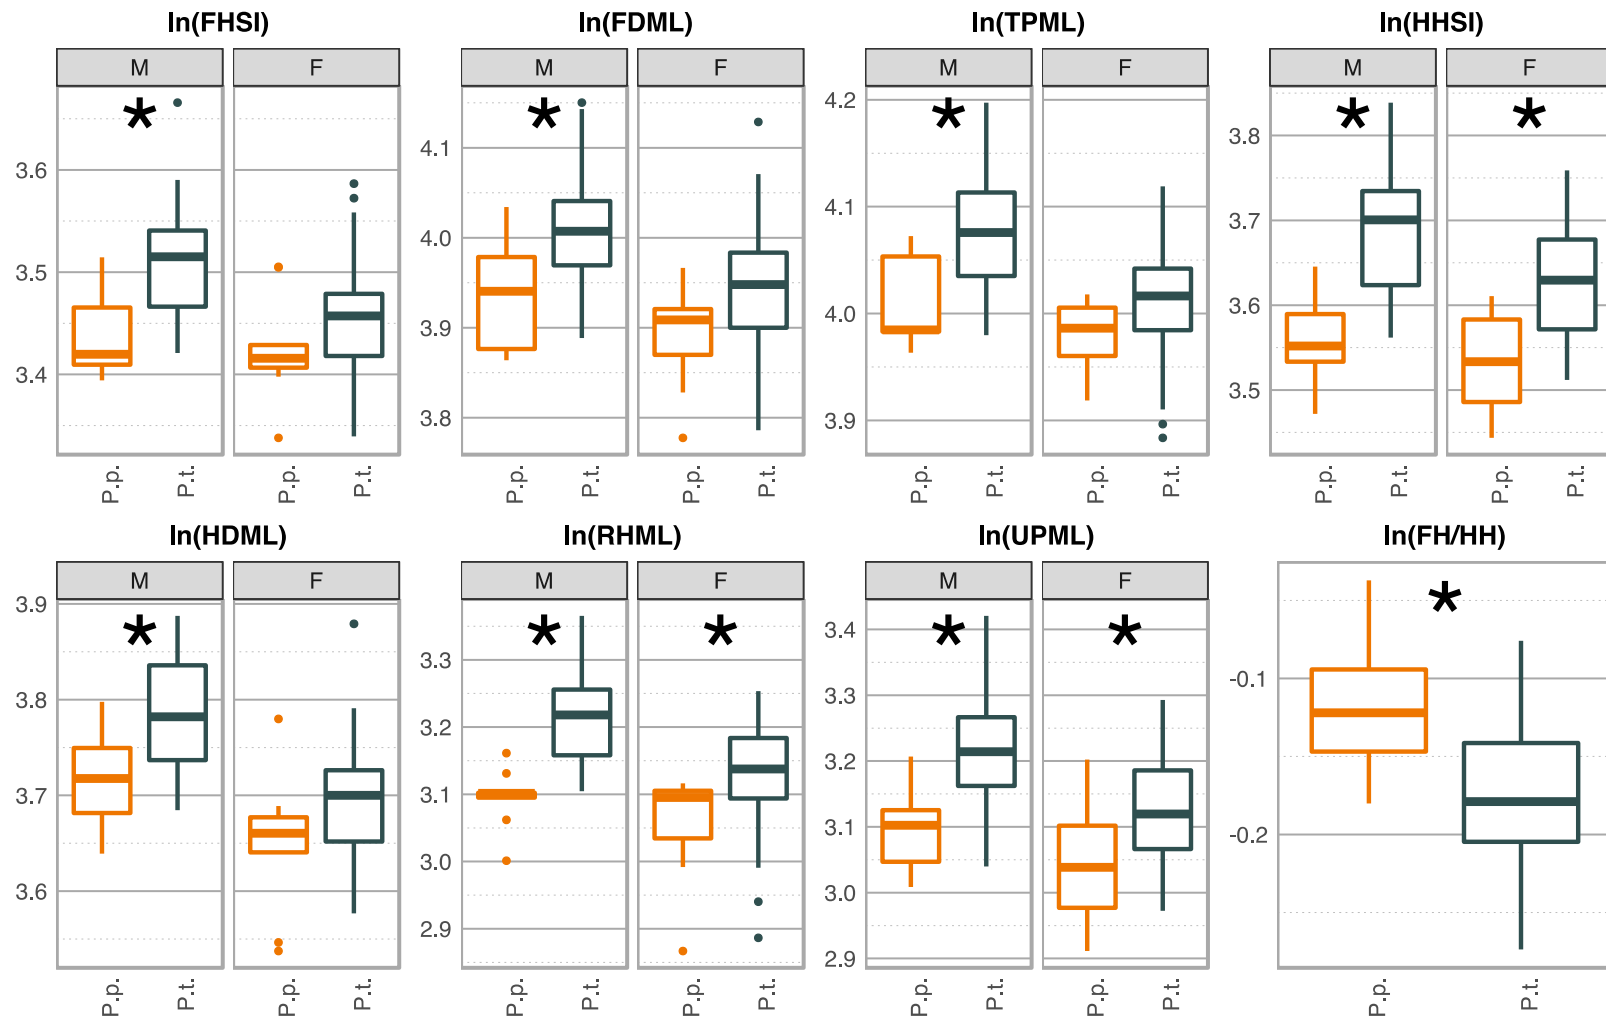 ln(FHSI) ln(FDML) ln(TPML) ln(HHSI)
M F M F M F M F
* * * * *
3.6 3.5 3.4
4.1 4.0 3.9 3.8
4.2 4.1 4.0 3.9
3.8 3.7 3.6 3.5
P.p. P.t. P.p. P.t. P.p. P.t. P.p. P.t. P.p. P.t. P.p. P.t. P.p. P.t. P.p. P.t.
ln(HDML) ln(RHML) ln(UPML) ln(FH/HH)
M F M F M F
* * * * * *
3.9 3.8 3.7 3.6
3.3 3.2 3.1 3.0 2.9
3.4 3.3 3.2 3.1 3.0 2.9
-0.1 -0.2
P.p. P.t. P.p. P.t. P.p. P.t. P.p. P.t. P.p. P.t. P.p. P.t. P.p. P.t.